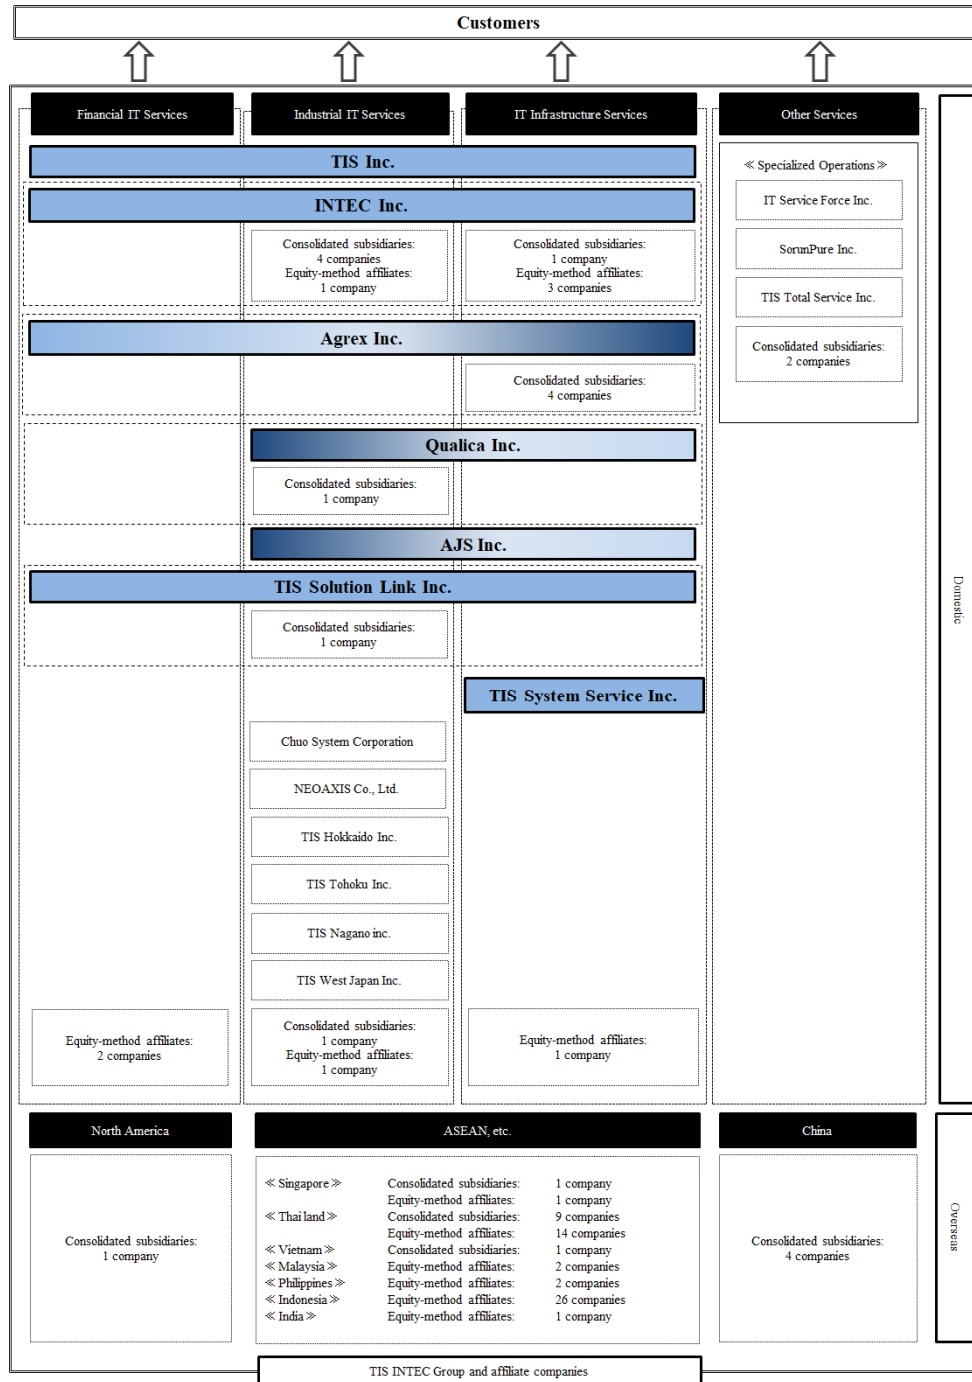 Customers
Financial IT Services
Industrial IT Services
IT Infrastructure Services
Other Services
TIS Inc.
INTEC Inc.
Consolidated subsidiaries:
4 companies
Equity-method affiliates:
1 company
Consolidated subsidiaries:
1 company
Equity-method affiliates:
3 companies
Agrex Inc.
Consolidated subsidiaries:
4 companies
Qualica Inc.
Consolidated subsidiaries:
1 company
AJS Inc.
TIS Solution Link Inc.
Consolidated subsidiaries:
1 company
TIS System Service Inc.
Chuo System Corporation
NEOAXIS Co., Ltd.
TIS Hokkaido Inc.
TIS Tohoku Inc.
TIS Nagano inc.
TIS West Japan Inc.
Equity-method affiliates:
2 companies
Consolidated subsidiaries:
1 company
Equity-method affiliates:
1 company
Equity-method affiliates:
1 company
≪ Specialized Operations ≫
IT Service Force Inc.
SorunPure Inc.
TIS Total Service Inc.
Consolidated subsidiaries:
2 companies
Domestic
North America
ASEAN, etc.
China
Consolidated subsidiaries:
1 company
≪ Singapore ≫ Consolidated subsidiaries: 1 company
Equity-method affiliates: 1 company
≪ Thailand ≫ Consolidated subsidiaries: 9 companies
Equity-method affiliates: 14 companies
≪ Vietnam ≫ Consolidated subsidiaries: 1 company
≪ Malaysia ≫ Equity-method affiliates: 2 companies
≪ Philippines ≫ Equity-method affiliates: 2 companies
≪ Indonesia ≫ Equity-method affiliates: 26 companies
≪ India ≫ Equity-method affiliates: 1 company
Consolidated subsidiaries:
4 companies
Overseas
TIS INTEC Group and affiliate companies